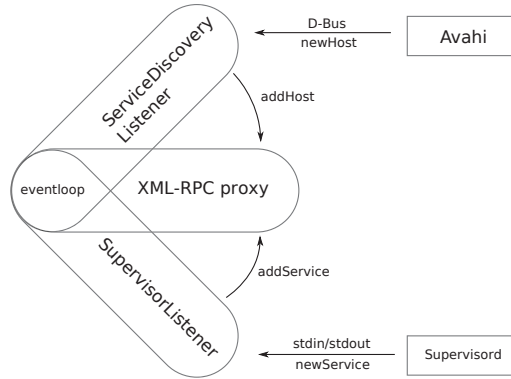 D-Bus
newHost
Avahi
ServiceDiscovery
Listener
addHost
eventloop
XML-RPC proxy
SupervisorListener
addService
stdin/stdout
newService
Supervisord